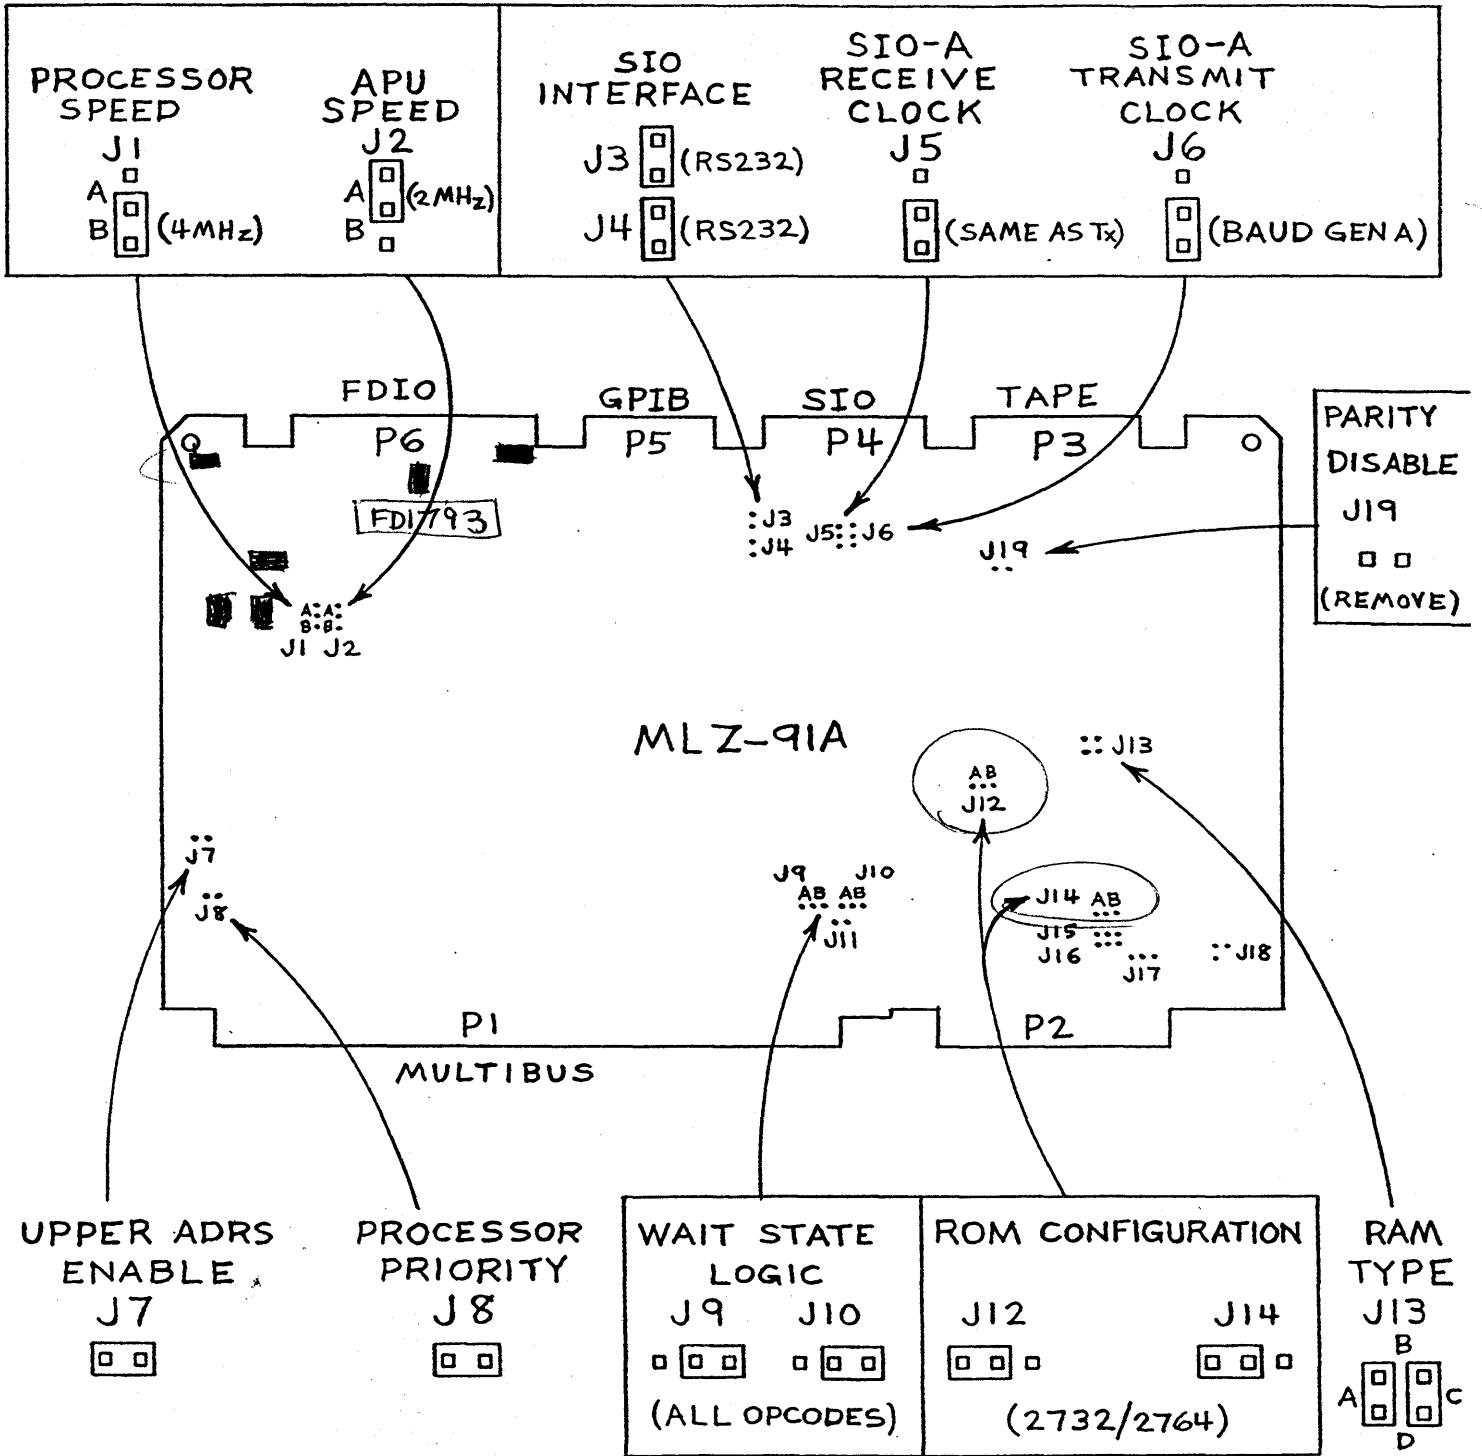 PROCESSOR
SPEED
J1
A
B
(4MHz)
APU
SPEED
J2
A
(2MHz)
B
SIO
INTERFACE
J3 (RS232)
J4 (RS232)
SIO-A
RECEIVE
CLOCK
J5
(SAME AS Tx)
SIO-A
TRANSMIT
CLOCK
J6
(BAUD GEN A)
FDIO
P6
GPIB
P5
SIO
P4
TAPE
P3
PARITY
DISABLE
J19
(REMOVE)
FD1793
J3
J4
J5 J6
J19
A A
B B
J1 J2
MLZ-91A
AB
J12
J13
J7
J8
J9 J10
AB AB
J11
J14 AB
J15
J16
J17
J18
P1
P2
MULTIBUS
UPPER ADRS
ENABLE
J7
PROCESSOR
PRIORITY
J8
WAIT STATE
LOGIC
J9 J10
(ALL OPCODES)
ROM CONFIGURATION
J12 J14
(2732/2764)
RAM
TYPE
J13
B
A C
D